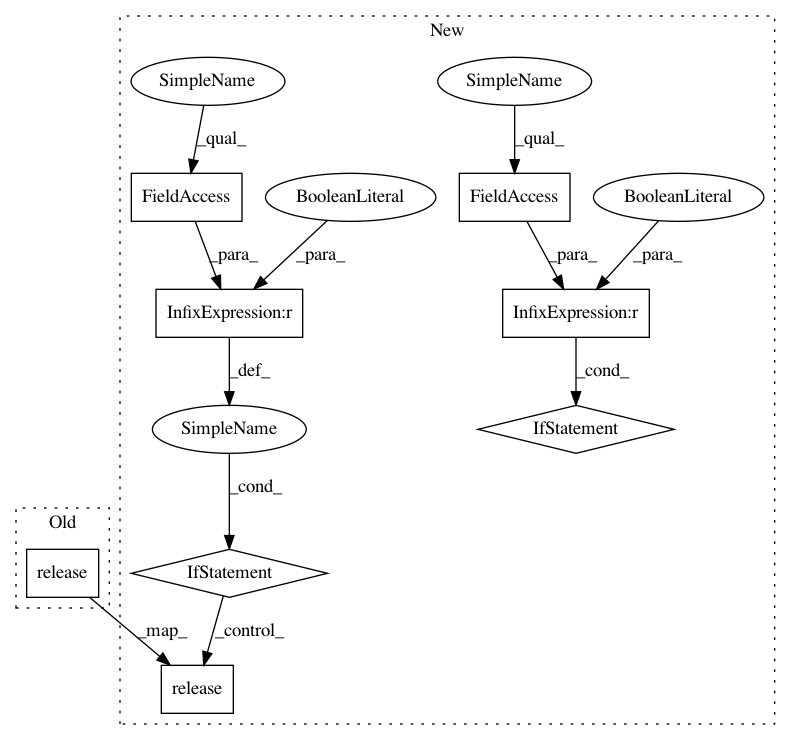 New
SimpleName
SimpleName
_qual_
_qual_
FieldAccess
BooleanLiteral
FieldAccess
BooleanLiteral
_para_
_para_
_para_
_para_
InfixExpression:r
InfixExpression:r
_def_
_cond_
SimpleName
IfStatement
_cond_
Old
IfStatement
release
_map_
_control_
release